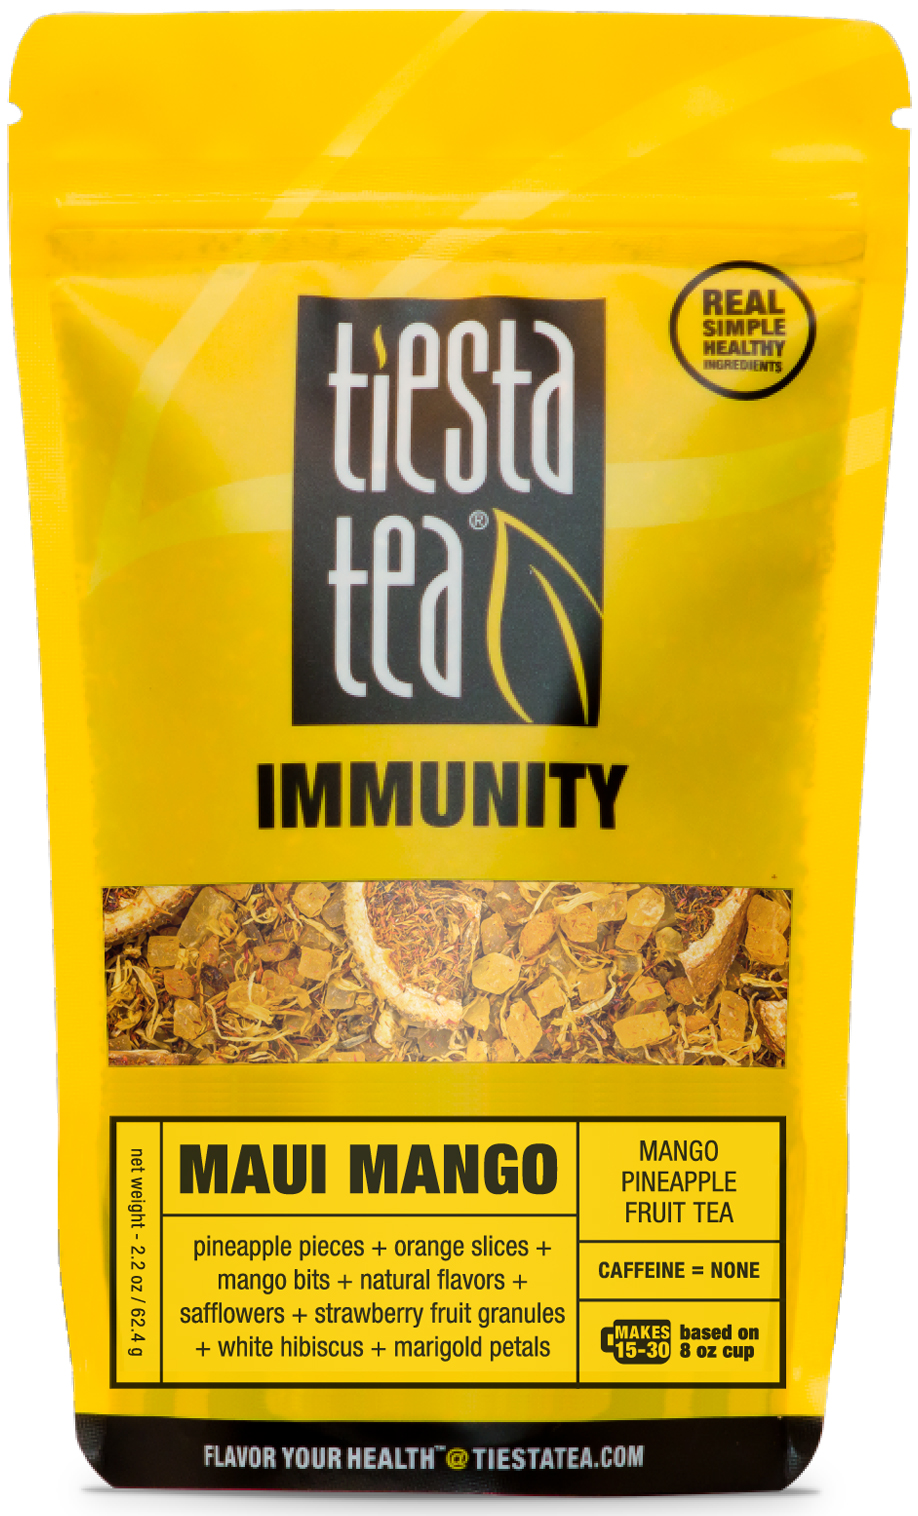 REAL
SIMPLE
HEALTHY
INGREDIENTS
tiesta
tea®
IMMUNITY
net weight - 2.2 oz / 62.4 g
MAUI MANGO
pineapple pieces + orange slices +
mango bits + natural flavors +
safflowers + strawberry fruit granules
+ white hibiscus + marigold petals
MANGO
PINEAPPLE
FRUIT TEA
CAFFEINE = NONE
MAKES
15-30
based on
8 oz cup
FLAVOR YOUR HEALTH™@ TIESTATEA.COM